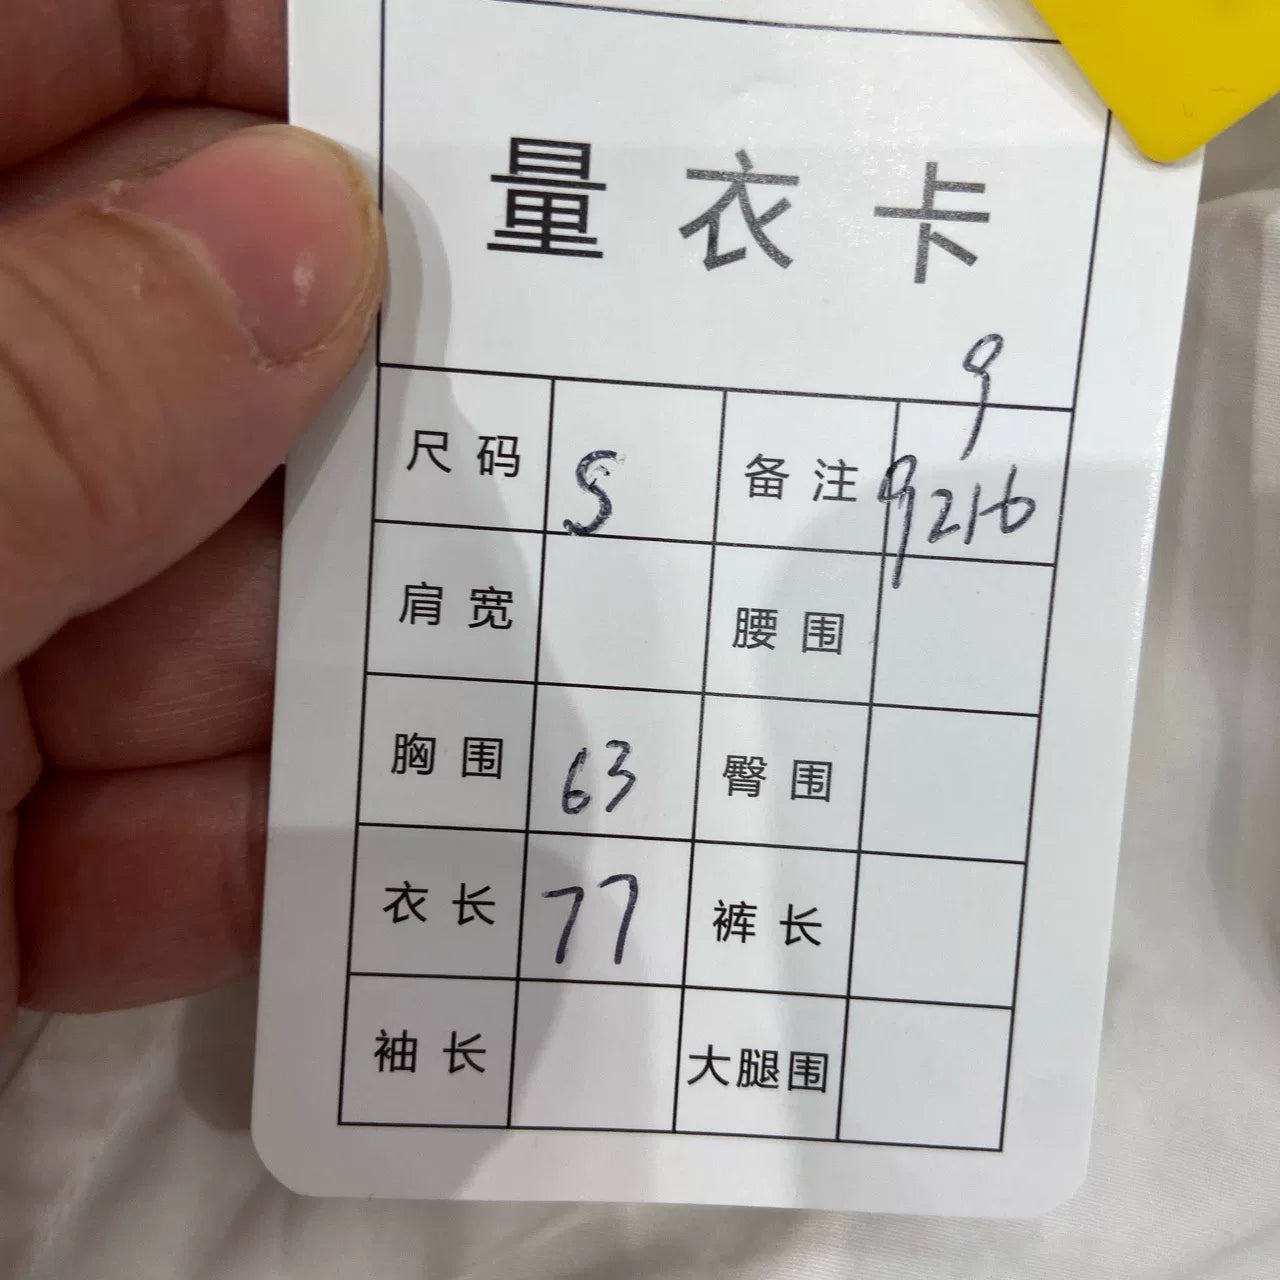 量衣卡
9
尺码 S 备注 9216
肩宽 腰围
胸围 63 臀围
衣长 77 裤长
袖长 大腿围